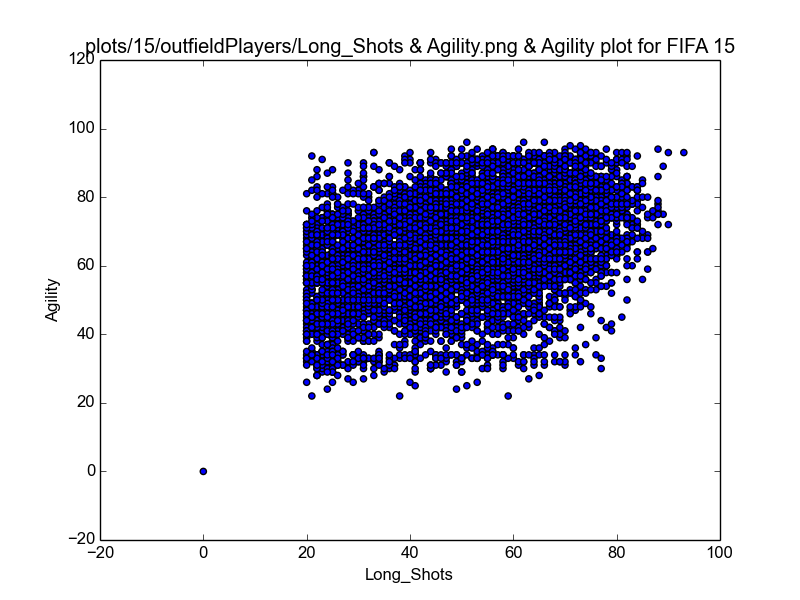 plots/15/outfieldPlayers/Long_Shots & Agility.png & Agility plot for FIFA 15
120
100
80
60
40
20
0
−20
Agility
−20 0 20 40 60 80 100
Long_Shots